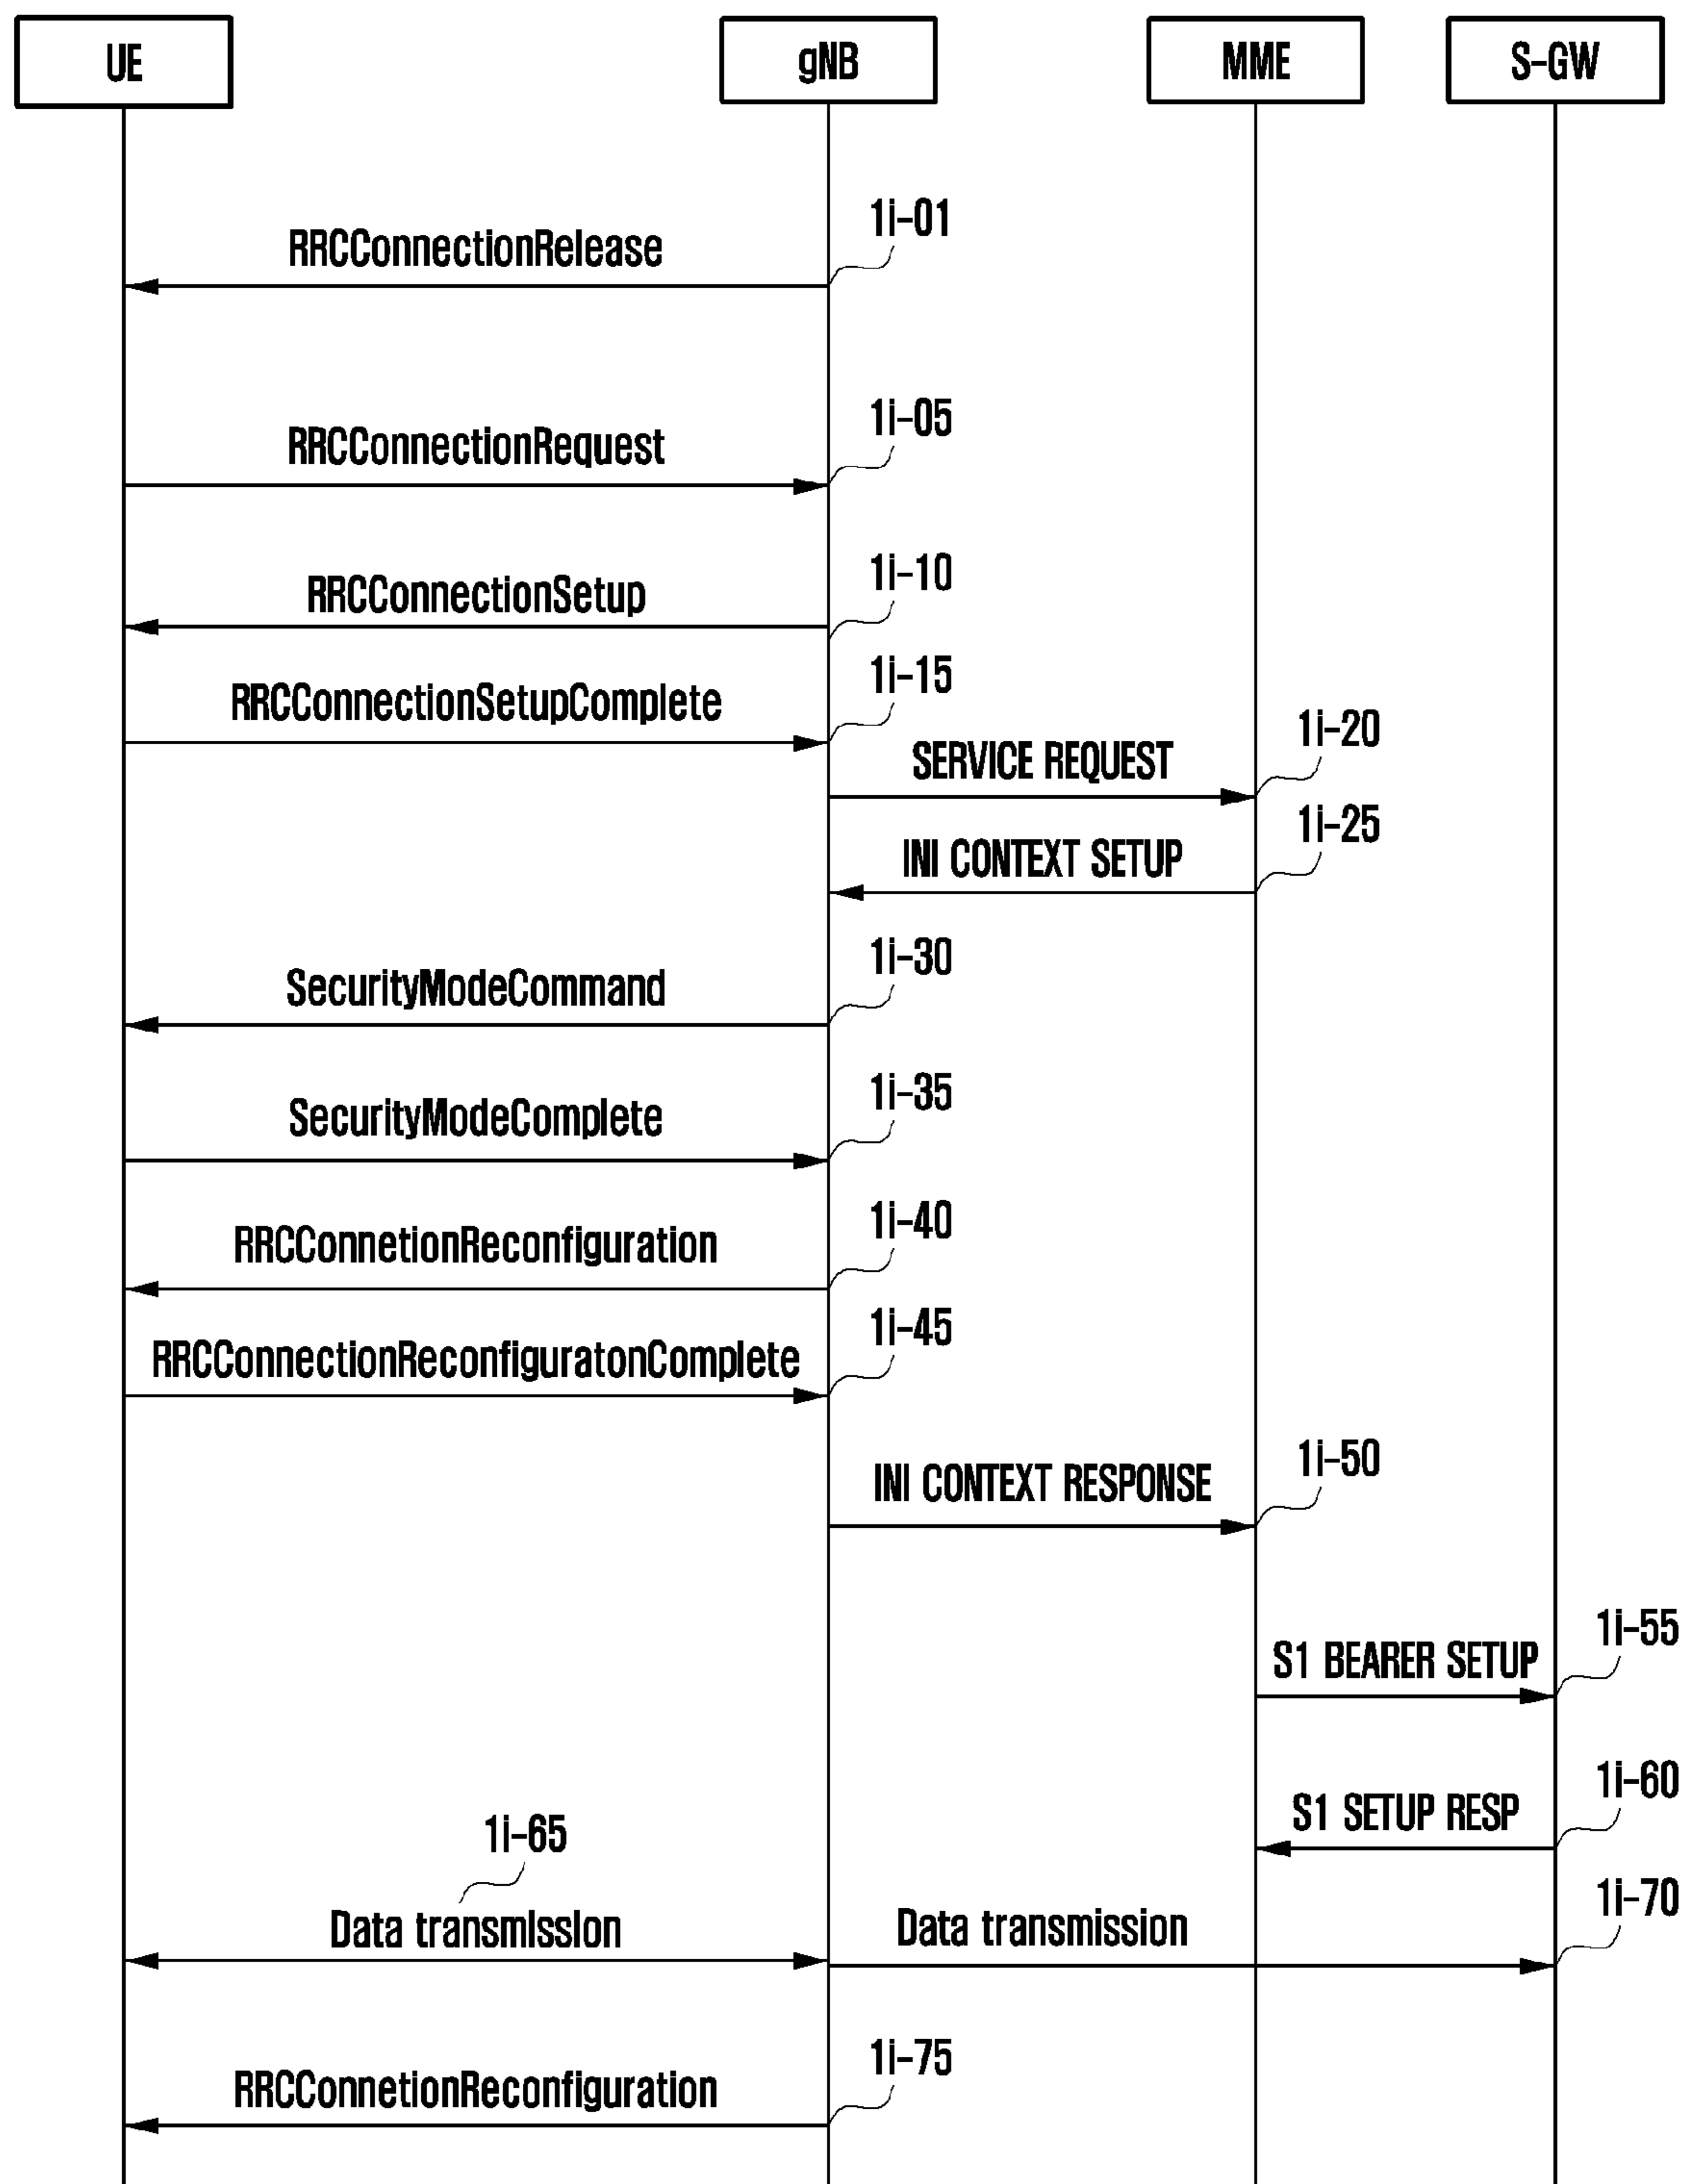 UE
gNB
MME
S-GW
1i-01
RRCConnectionRelease
1i-05
RRCConnectionRequest
1i-10
RRCConnectionSetup
1i-15
RRCConnectionSetupComplete
1i-20
SERVICE REQUEST
1i-25
INI CONTEXT SETUP
1i-30
SecurityModeCommand
1i-35
SecurityModeComplete
1i-40
RRCConnetionReconfiguration
1i-45
RRCConnectionReconfiguratonComplete
1i-50
INI CONTEXT RESPONSE
1i-55
S1 BEARER SETUP
1i-60
S1 SETUP RESP
1i-65
1i-70
Data transmission
Data transmission
1i-75
RRCConnetionReconfiguration